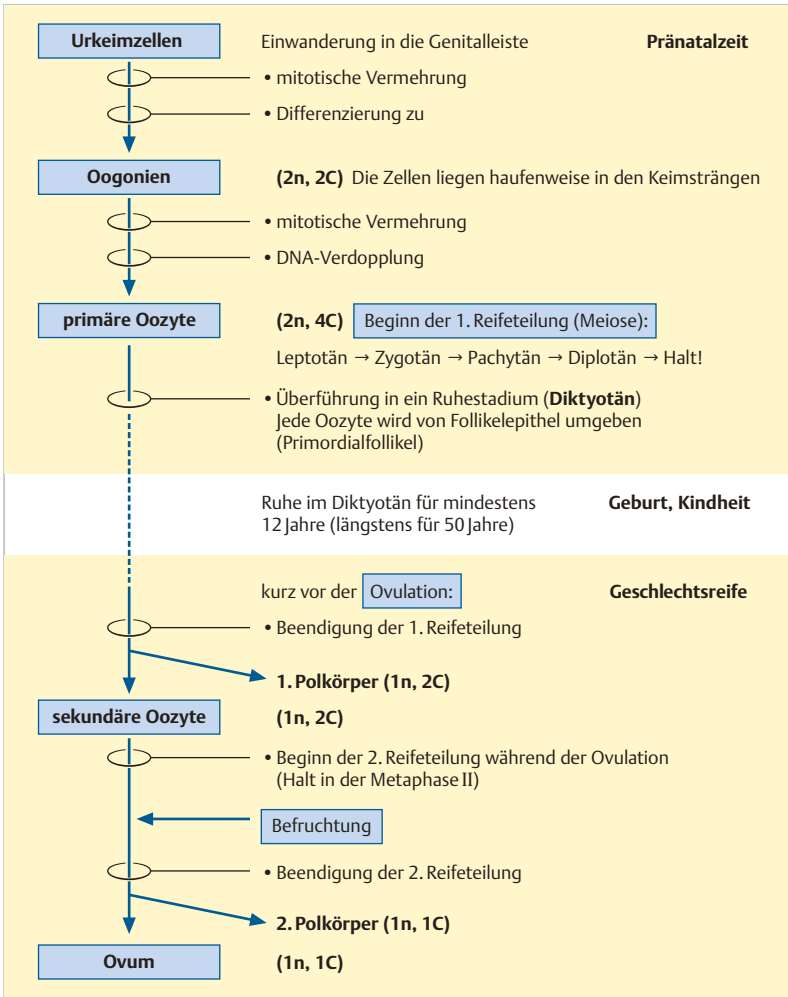 Urkeimzellen Einwanderung in die Genitalleiste Pränatalzeit
• mitotische Vermehrung
• Differenzierung zu
Oogonien (2n, 2C) Die Zellen liegen haufenweise in den Keimsträngen
• mitotische Vermehrung
• DNA-Verdopplung
primäre Oozyte (2n, 4C) Beginn der 1. Reifeteilung (Meiose):
Leptotän → Zygotän → Pachytän → Diplotän → Halt!
• Überführung in ein Ruhestadium (Diktyotän)
Jede Oozyte wird von Follikelepithel umgeben
(Primordialfollikel)
Ruhe im Diktyotän für mindestens Geburt, Kindheit
12 Jahre (längstens für 50 Jahre)
kurz vor der Ovulation: Geschlechtsreife
• Beendigung der 1. Reifeteilung
1. Polkörper (1n, 2C)
sekundäre Oozyte (1n, 2C)
• Beginn der 2. Reifeteilung während der Ovulation
(Halt in der Metaphase II)
Befruchtung
• Beendigung der 2. Reifeteilung
2. Polkörper (1n, 1C)
Ovum (1n, 1C)